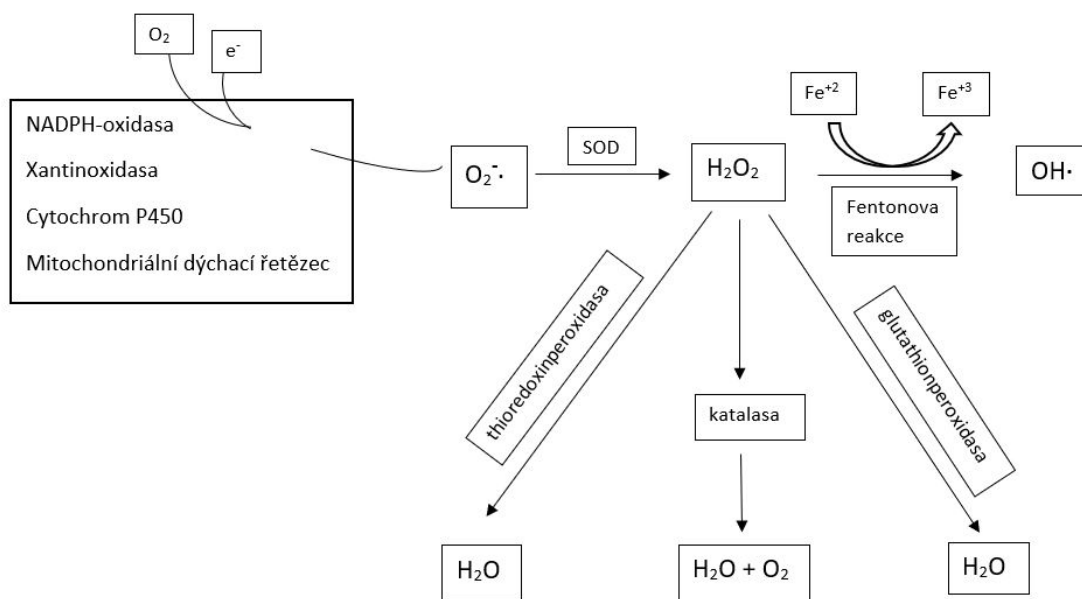 O₂
e⁻
NADPH-oxidasa
Xantinoxidasa
Cytochrom P450
Mitochondriální dýchací řetězec
O₂⁻·
SOD
H₂O₂
Fe⁺²
Fe⁺³
Fentonova
reakce
OH·
thioredoxinperoxidasa
katalasa
glutathionperoxidasa
H₂O
H₂O + O₂
H₂O